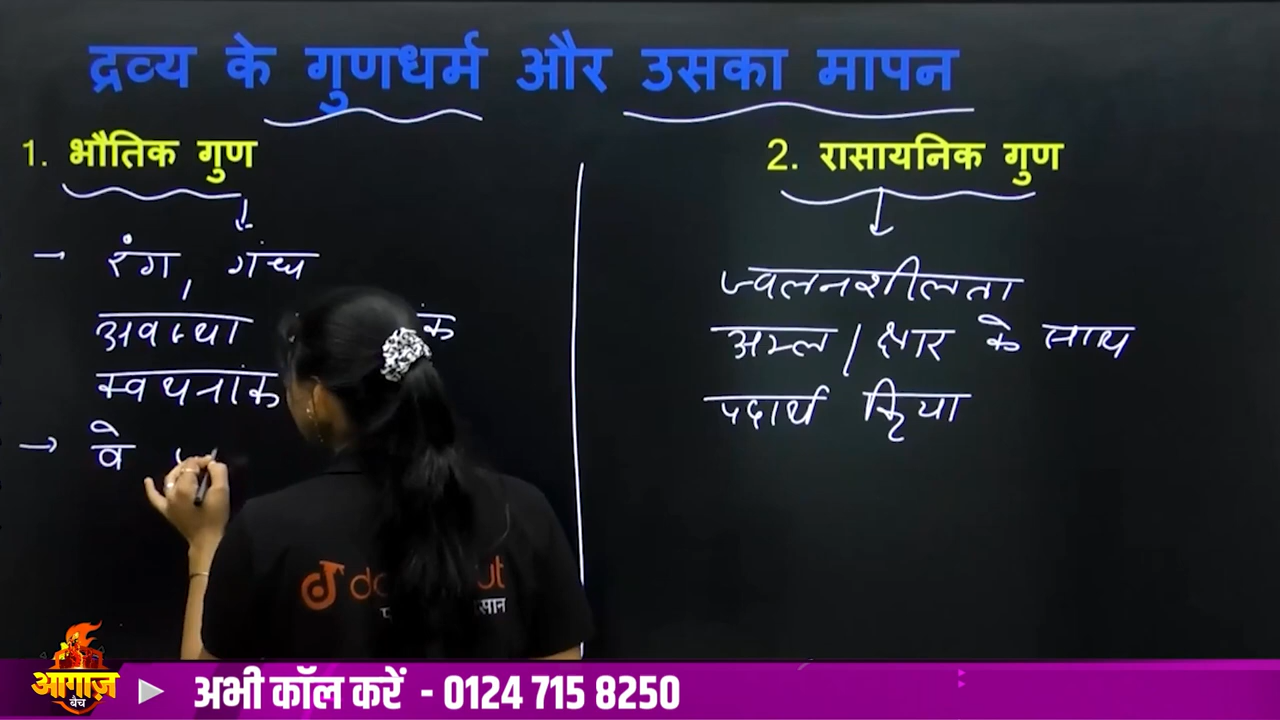 द्रव्य के गुणधर्म और उसका मापन
1. भौतिक गुण
→ रंग, गंध
अवस्था
क्वथनांक
→ वे
2. रासायनिक गुण
ज्वलनशीलता
अम्ल / क्षार के साथ
पदार्थ क्रिया
सान
आगाज़
बैच
अभी कॉल करें - 0124 715 8250